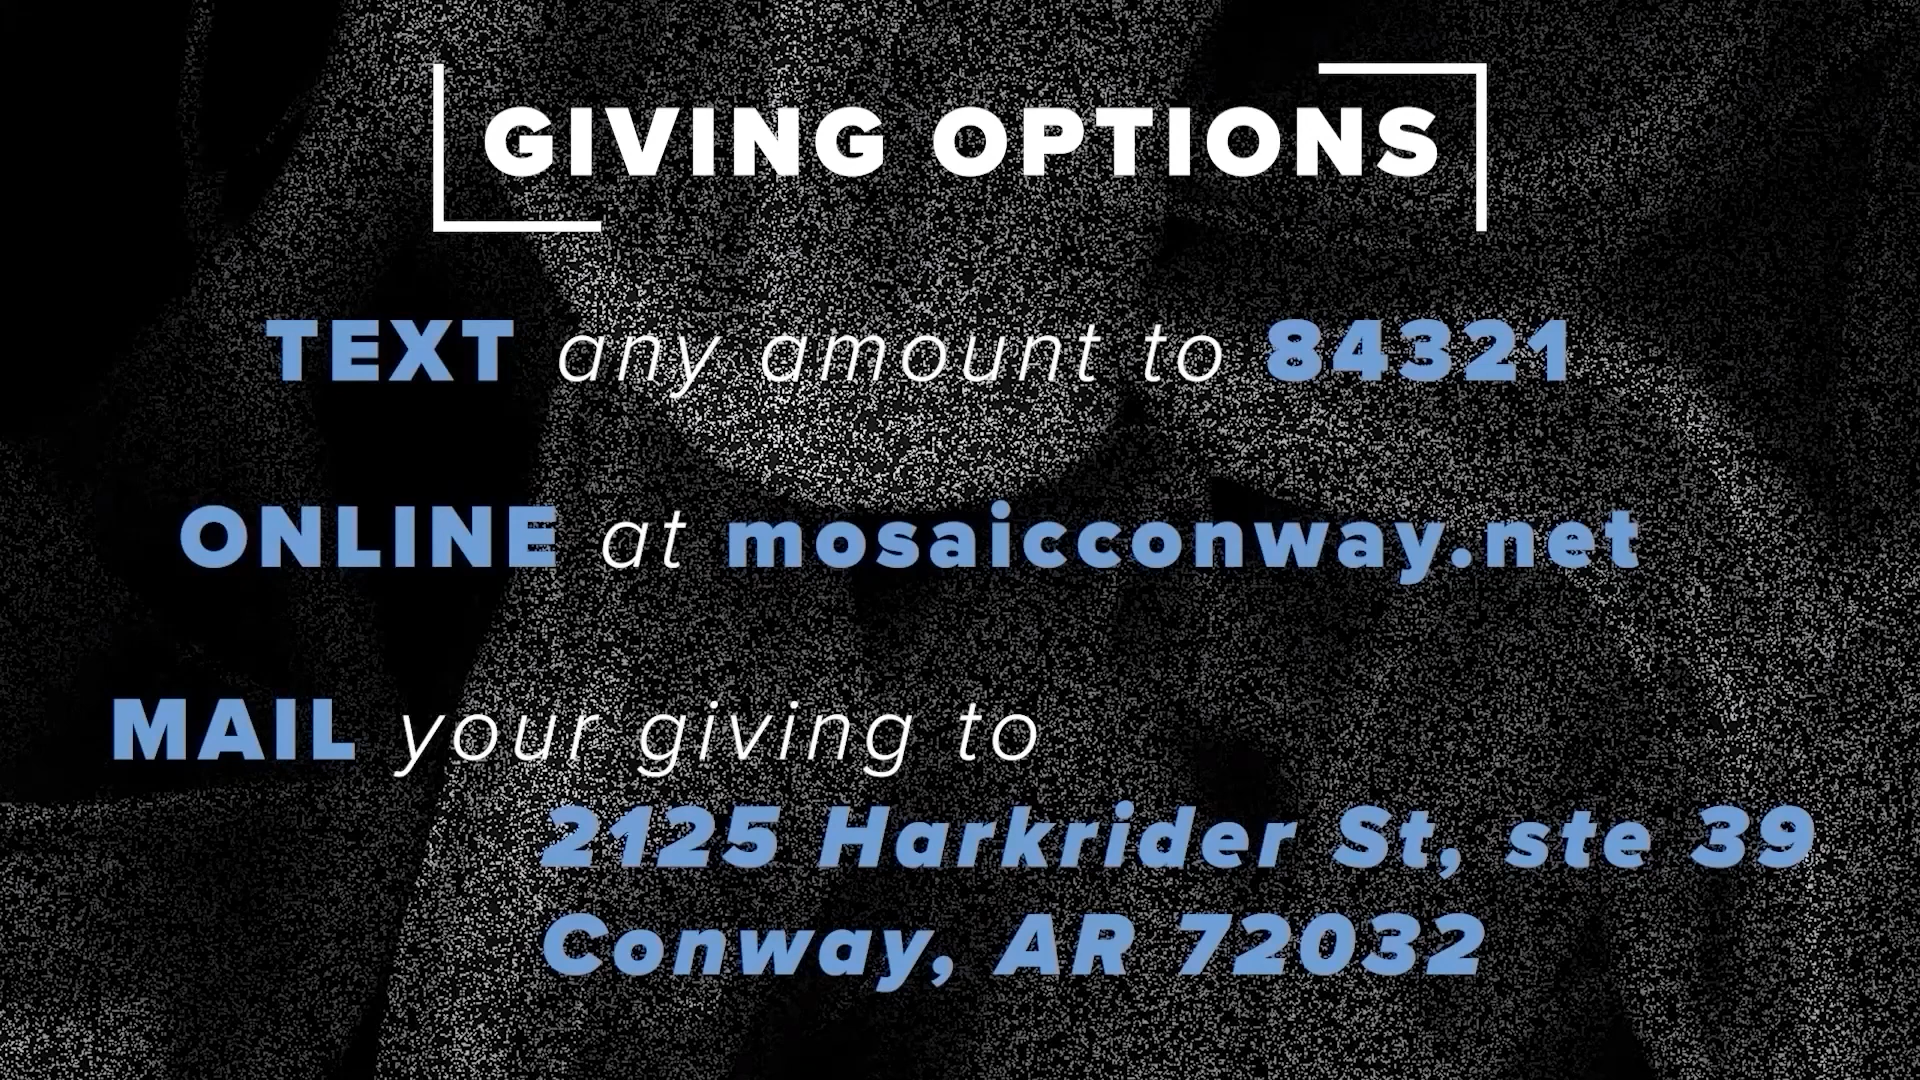 GIVING OPTIONS
TEXT any amount to 84321
ONLINE at mosaicconway.net
MAIL your giving to
2125 Harkrider St, ste 39
Conway, AR 72032